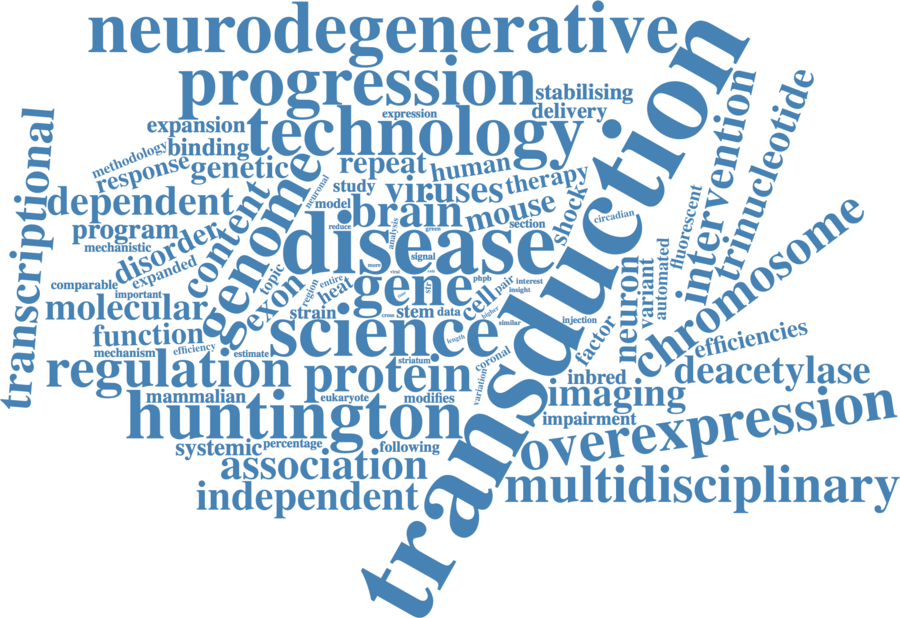 neurodegenerative
progression
stabilising
delivery
expression
expansion
technology
transduction
methodology
binding
response
genetic
repeat
human
therapy
intervention
trinucleotide
transcriptional
dependent
content
genome
neuronal
study
model
viruses
brain
mouse
shock
circadian
section
reduce
analysis
green
program
mechanistic
disorder
expanded
disease
signal
fluorescent
automated
comparable
important
topic
region
entire
heat
exon
gene
viral
cell
pair
phpb
interest
insight
higher
neuron
variant
chromosome
molecular
strain
cross
stem
data
similar
injection
function
science
length
factor
efficiencies
mechanism
efficiency
estimate
striatum
coronal
regulation
protein
variation
inbred
deacetylase
mammalian
eukaryote
modifies
imaging
impairment
huntington
overexpression
systemic
percentage
following
association
multidisciplinary
independent